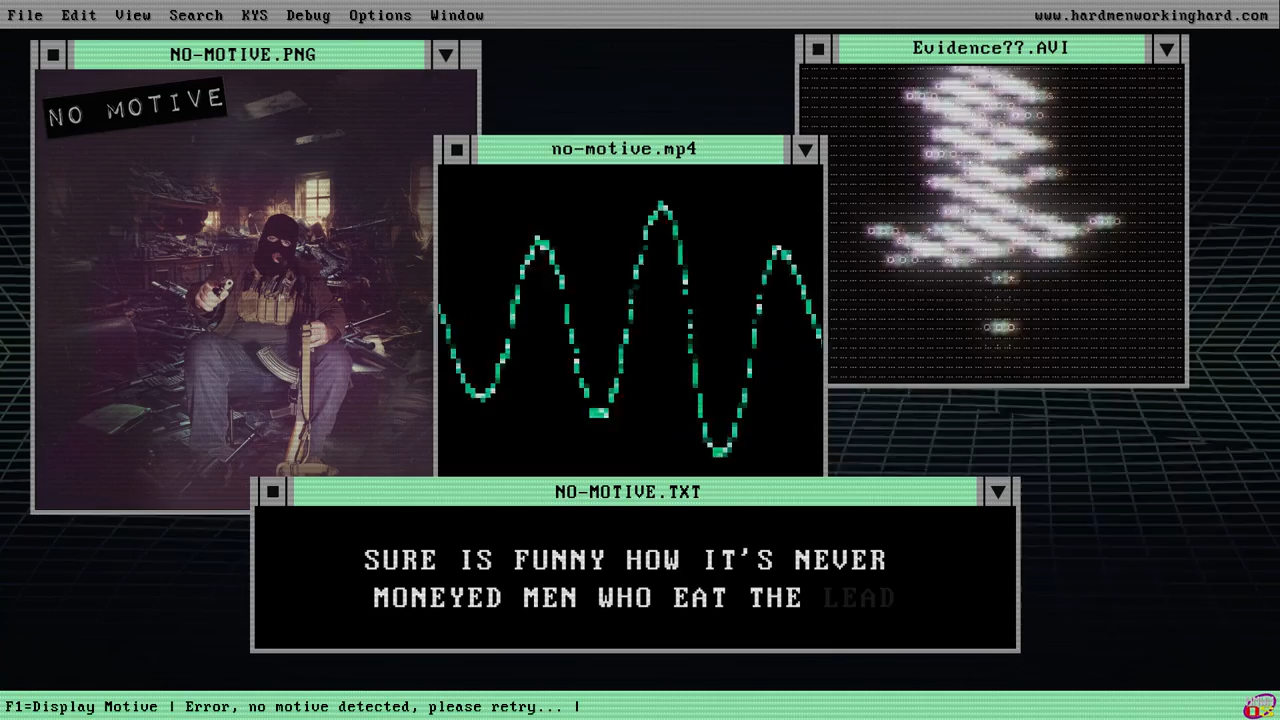 File Edit View Search KYS Debug Options Window www.hardmenworkinghard.com
NO-MOTIVE.PNG
Evidence??.AVI
NO MOTIVE
no-motive.mp4
NO-MOTIVE.TXT
SURE IS FUNNY HOW IT'S NEVER
MONEYED MEN WHO EAT THE LEAD
F1=Display Motive | Error, no motive detected, please retry... |